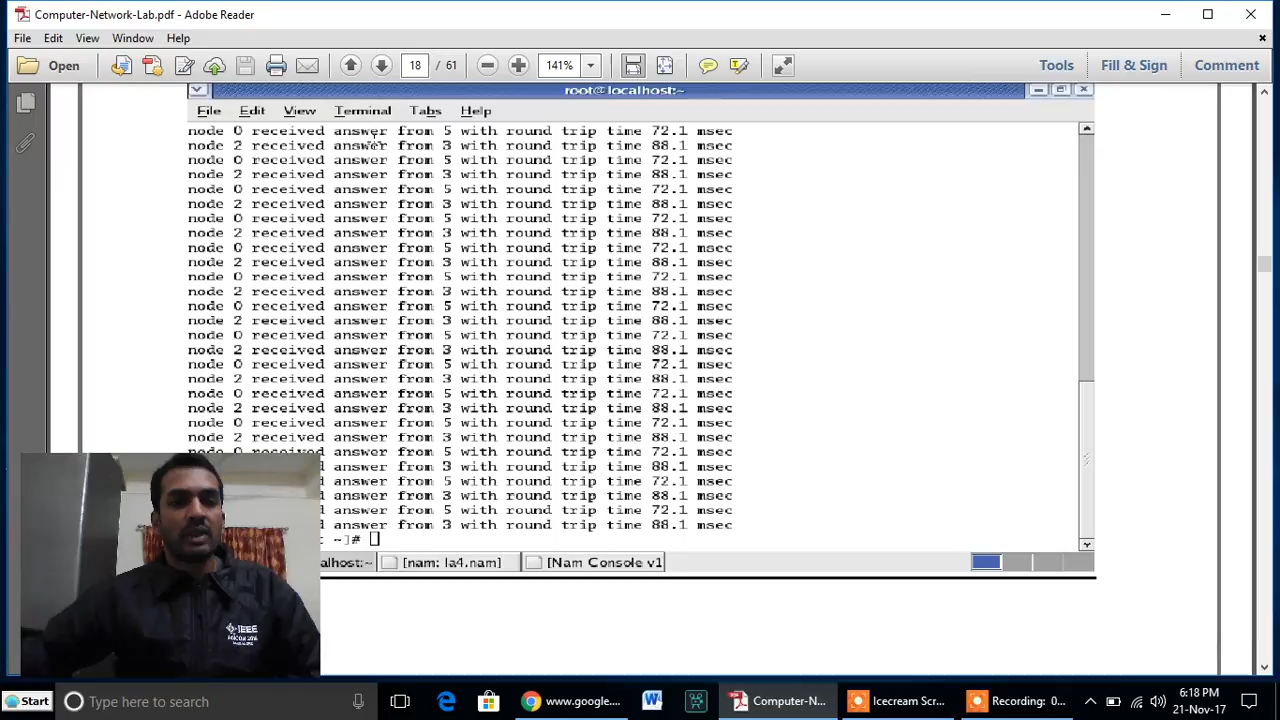 Computer-Network-Lab.pdf - Adobe Reader
File Edit View Window Help
Open 18 / 61 141% Tools Fill & Sign Comment
root@localhost:~
File Edit View Terminal Tabs Help
node 0 received answer from 5 with round trip time 72.1 msec
node 2 received answer from 3 with round trip time 88.1 msec
node 0 received answer from 5 with round trip time 72.1 msec
node 2 received answer from 3 with round trip time 88.1 msec
node 0 received answer from 5 with round trip time 72.1 msec
node 2 received answer from 3 with round trip time 88.1 msec
node 0 received answer from 5 with round trip time 72.1 msec
node 2 received answer from 3 with round trip time 88.1 msec
node 0 received answer from 5 with round trip time 72.1 msec
node 2 received answer from 3 with round trip time 88.1 msec
node 0 received answer from 5 with round trip time 72.1 msec
node 2 received answer from 3 with round trip time 88.1 msec
node 0 received answer from 5 with round trip time 72.1 msec
node 2 received answer from 3 with round trip time 88.1 msec
node 0 received answer from 5 with round trip time 72.1 msec
node 2 received answer from 3 with round trip time 88.1 msec
node 0 received answer from 5 with round trip time 72.1 msec
node 2 received answer from 3 with round trip time 88.1 msec
node 0 received answer from 5 with round trip time 72.1 msec
node 2 received answer from 3 with round trip time 88.1 msec
node 0 received answer from 5 with round trip time 72.1 msec
node 2 received answer from 3 with round trip time 88.1 msec
node 0 received answer from 5 with round trip time 72.1 msec
answer from 3 with round trip time 88.1 msec
answer from 5 with round trip time 72.1 msec
answer from 3 with round trip time 88.1 msec
answer from 5 with round trip time 72.1 msec
answer from 3 with round trip time 88.1 msec
~]#
alhost:~ [nam: la4.nam] [Nam Console v1
IEEE
Start Type here to search www.google.... Computer-N... Icecream Scr... Recording: 0... 6:18 PM
21-Nov-17